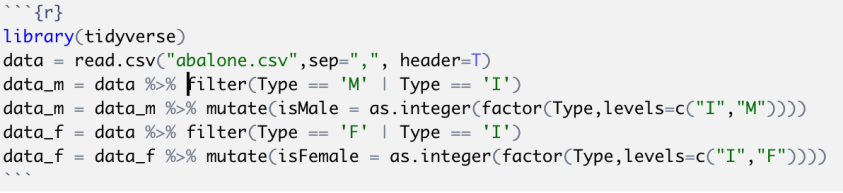 ```{r}
library(tidyverse)
data = read.csv("abalone.csv",sep=",", header=T)
data_m = data %>% filter(Type == 'M' | Type == 'I')
data_m = data_m %>% mutate(isMale = as.integer(factor(Type,levels=c("I","M"))))
data_f = data %>% filter(Type == 'F' | Type == 'I')
data_f = data_f %>% mutate(isFemale = as.integer(factor(Type,levels=c("I","F"))))
```